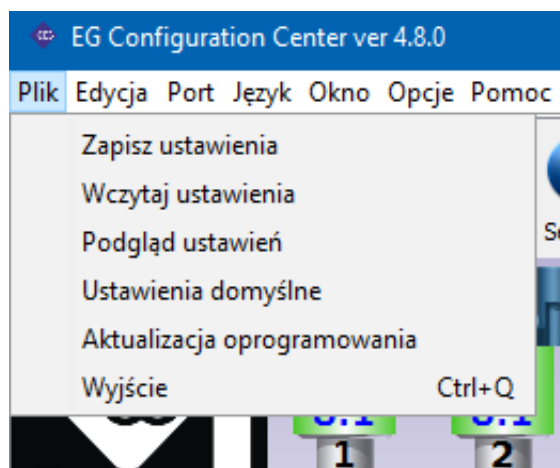 EG Configuration Center ver 4.8.0
Plik Edycja Port Język Okno Opcje Pomoc
Zapisz ustawienia
Wczytaj ustawienia
Podgląd ustawień
Ustawienia domyślne
Aktualizacja oprogramowania
Wyjście Ctrl+Q
1 2